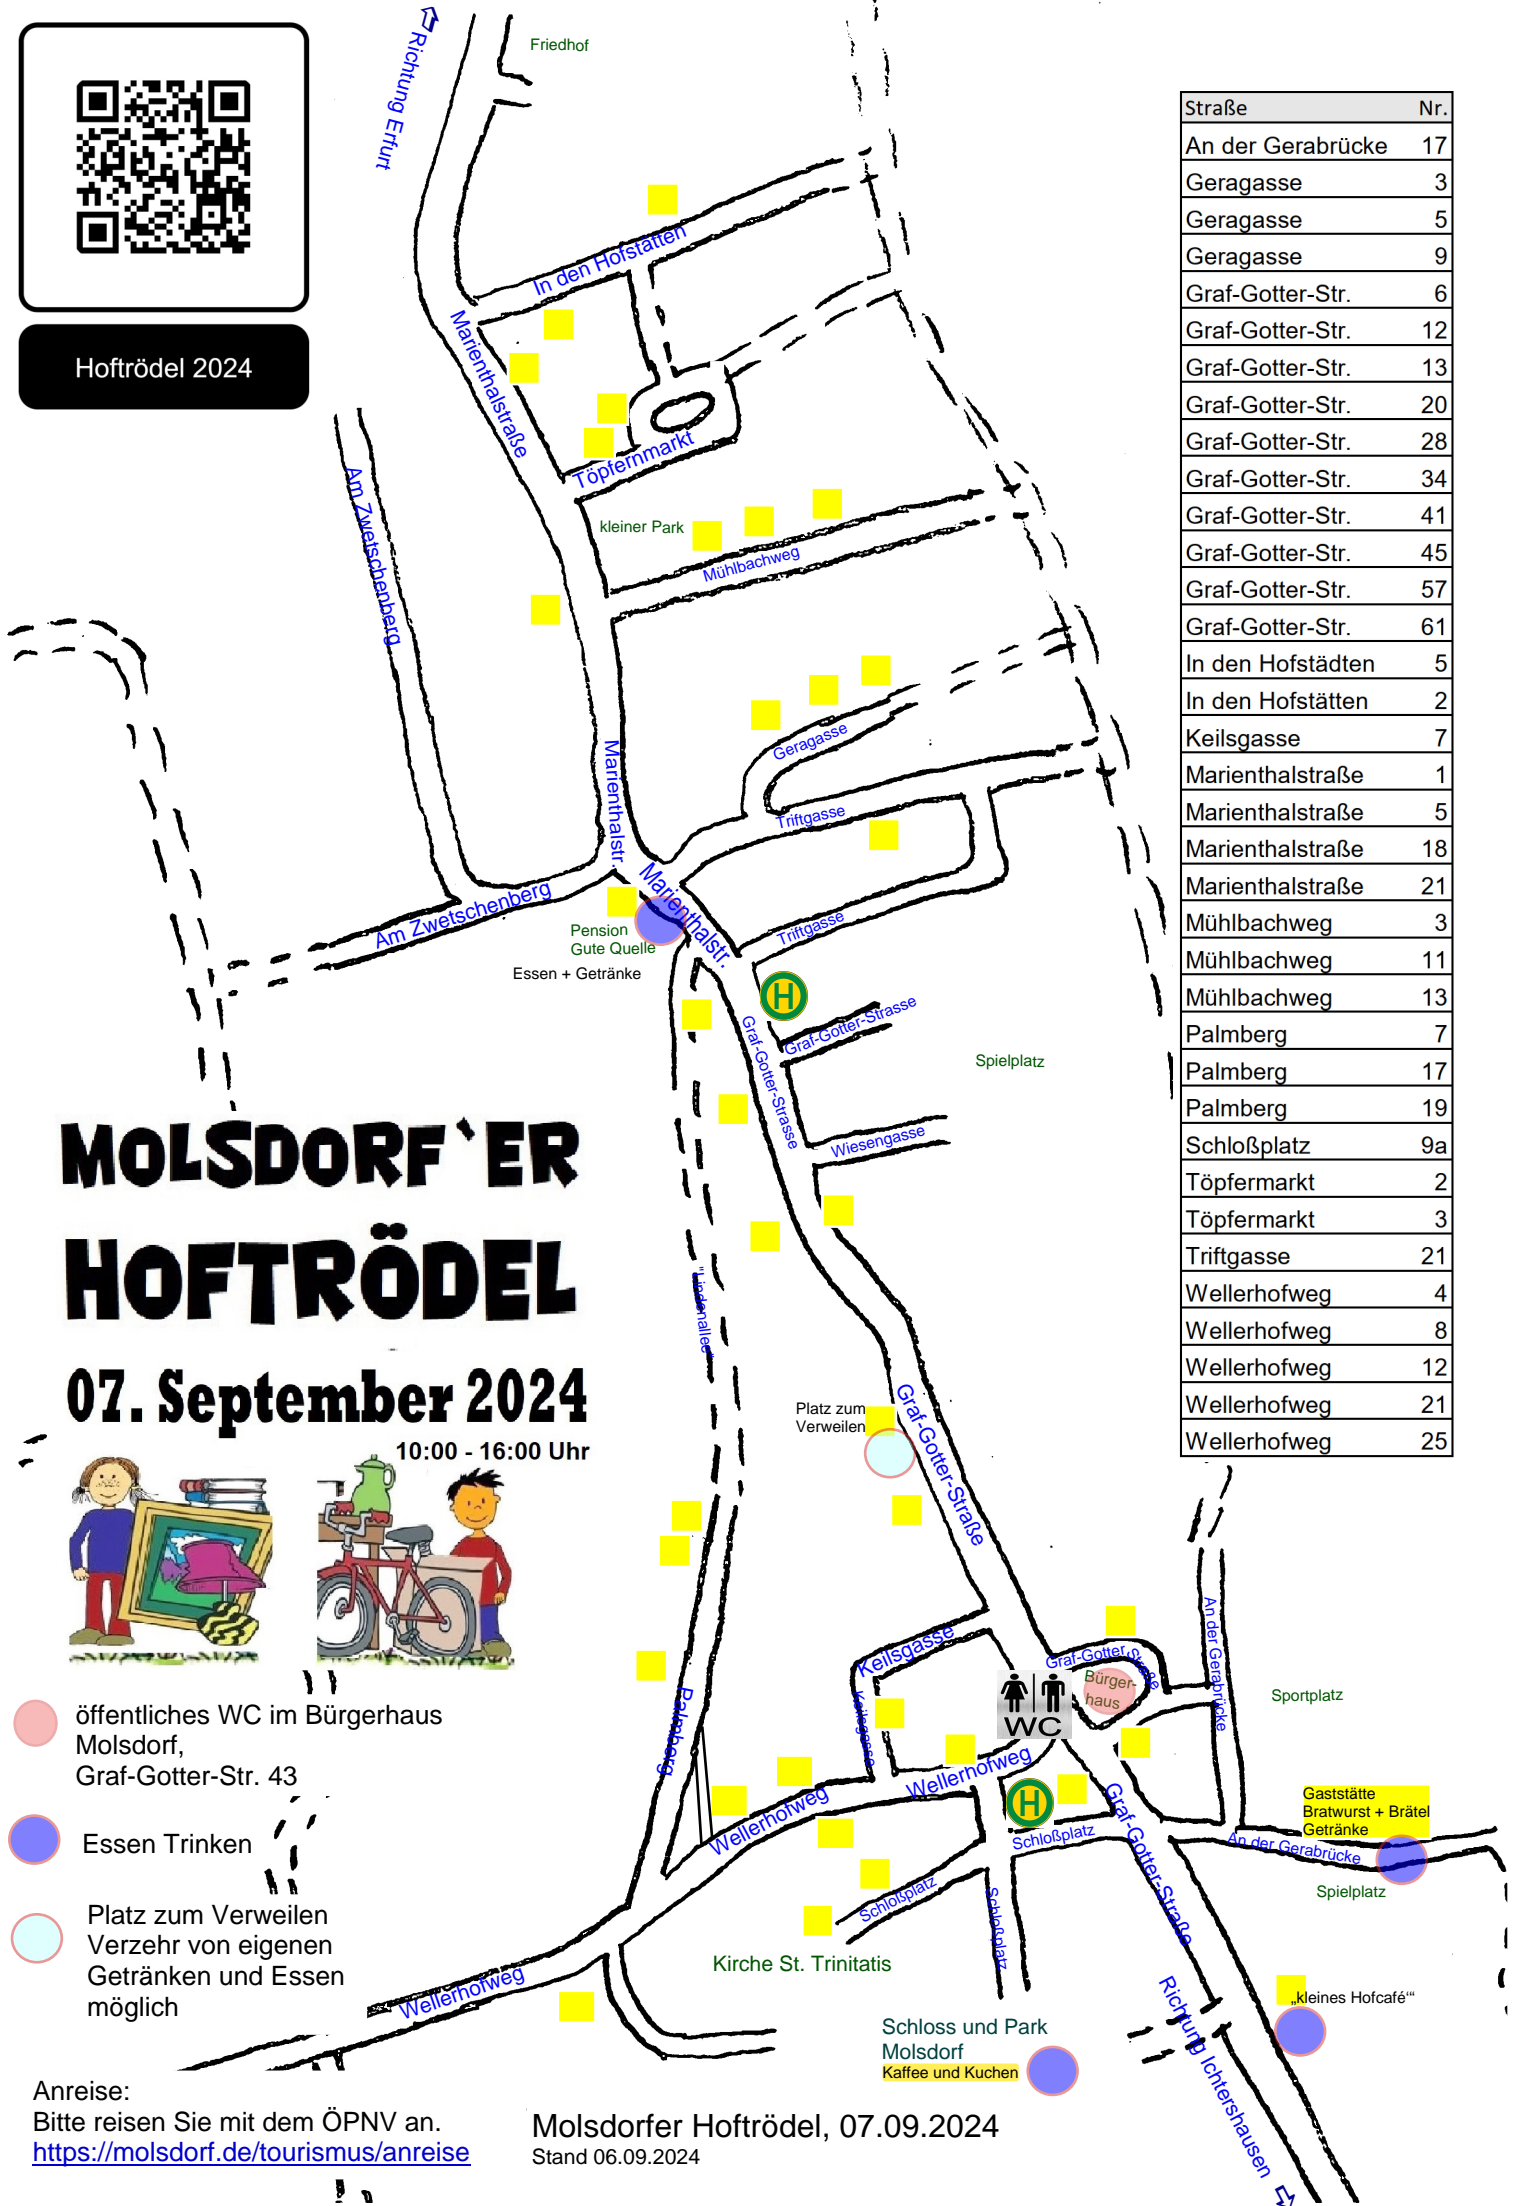 Richtung Erfurt
Friedhof
Hoftrödel 2024
Straße Nr.
An der Gerabrücke 17
Geragasse 3
Geragasse 5
Geragasse 9
Graf-Gotter-Str. 6
Graf-Gotter-Str. 12
Graf-Gotter-Str. 13
Graf-Gotter-Str. 20
Graf-Gotter-Str. 28
Graf-Gotter-Str. 34
Graf-Gotter-Str. 41
Graf-Gotter-Str. 45
Graf-Gotter-Str. 57
Graf-Gotter-Str. 61
In den Hofstädten 5
In den Hofstätten 2
Keilsgasse 7
Marienthalstraße 1
Marienthalstraße 5
Marienthalstraße 18
Marienthalstraße 21
Mühlbachweg 3
Mühlbachweg 11
Mühlbachweg 13
Palmberg 7
Palmberg 17
Palmberg 19
Schloßplatz 9a
Töpfermarkt 2
Töpfermarkt 3
Triftgasse 21
Wellerhofweg 4
Wellerhofweg 8
Wellerhofweg 12
Wellerhofweg 21
Wellerhofweg 25
In den Hofstätten
Marienthalstraße
Töpfernmarkt
Am Zwetschenberg
kleiner Park
Mühlbachweg
Marienthalstr.
Geragasse
Triftgasse
Marienthalstr.
Am Zwetschenberg
Pension
Gute Quelle
Essen + Getränke
Triftgasse
H
Graf-Gotter-Strasse
Graf-Gotter-Strasse
Spielplatz
Wiesengasse
MOLSDORF`ER
HOFTRÖDEL
07. September 2024
10:00 - 16:00 Uhr
"Lindenallee"
Platz zum
Verweilen
Graf-Gotter-Straße
Keilsgasse
Keilsgasse
Graf-Gotter Straße
Bürger-
haus
WC
An der Gerabrücke
Sportplatz
Palmberg
öffentliches WC im Bürgerhaus
Molsdorf,
Graf-Gotter-Str. 43
Essen Trinken
Platz zum Verweilen
Verzehr von eigenen
Getränken und Essen
möglich
Wellerhofweg
Wellerhofweg
H
Schloßplatz
Graf-Gotter-Straße
Gaststätte
Bratwurst + Brätel
Getränke
An der Gerabrücke
Spielplatz
Schloßplatz
Schloßplatz
Kirche St. Trinitatis
Wellerhofweg
„kleines Hofcafé'"
Schloss und Park
Molsdorf
Kaffee und Kuchen
Richtung Ichtershausen
Anreise:
Bitte reisen Sie mit dem ÖPNV an.
https://molsdorf.de/tourismus/anreise
Molsdorfer Hoftrödel, 07.09.2024
Stand 06.09.2024